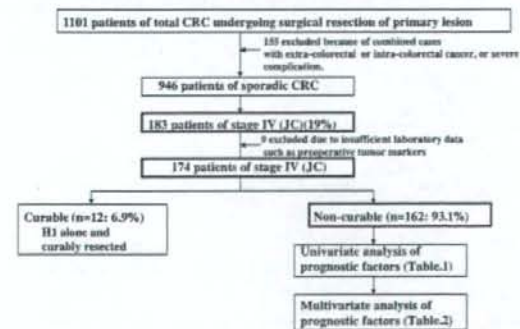 1101 patients of total CRC undergoing surgical resection of primary lesion
155 excluded because of combined cases
with extra-colorectal or intra-colorectal cancer, or severe
complication.
946 patients of sporadic CRC
183 patients of stage IV (JC)(19%)
9 excluded due to insufficient laboratory data
such as preoperative tumor markers
174 patients of stage IV (JC)
Curable (n=12: 6.9%)
H1 alone and
curably resected
Non-curable (n=162: 93.1%)
Univariate analysis of
prognostic factors (Table.1)
Multivariate analysis of
prognostic factors (Table.2)